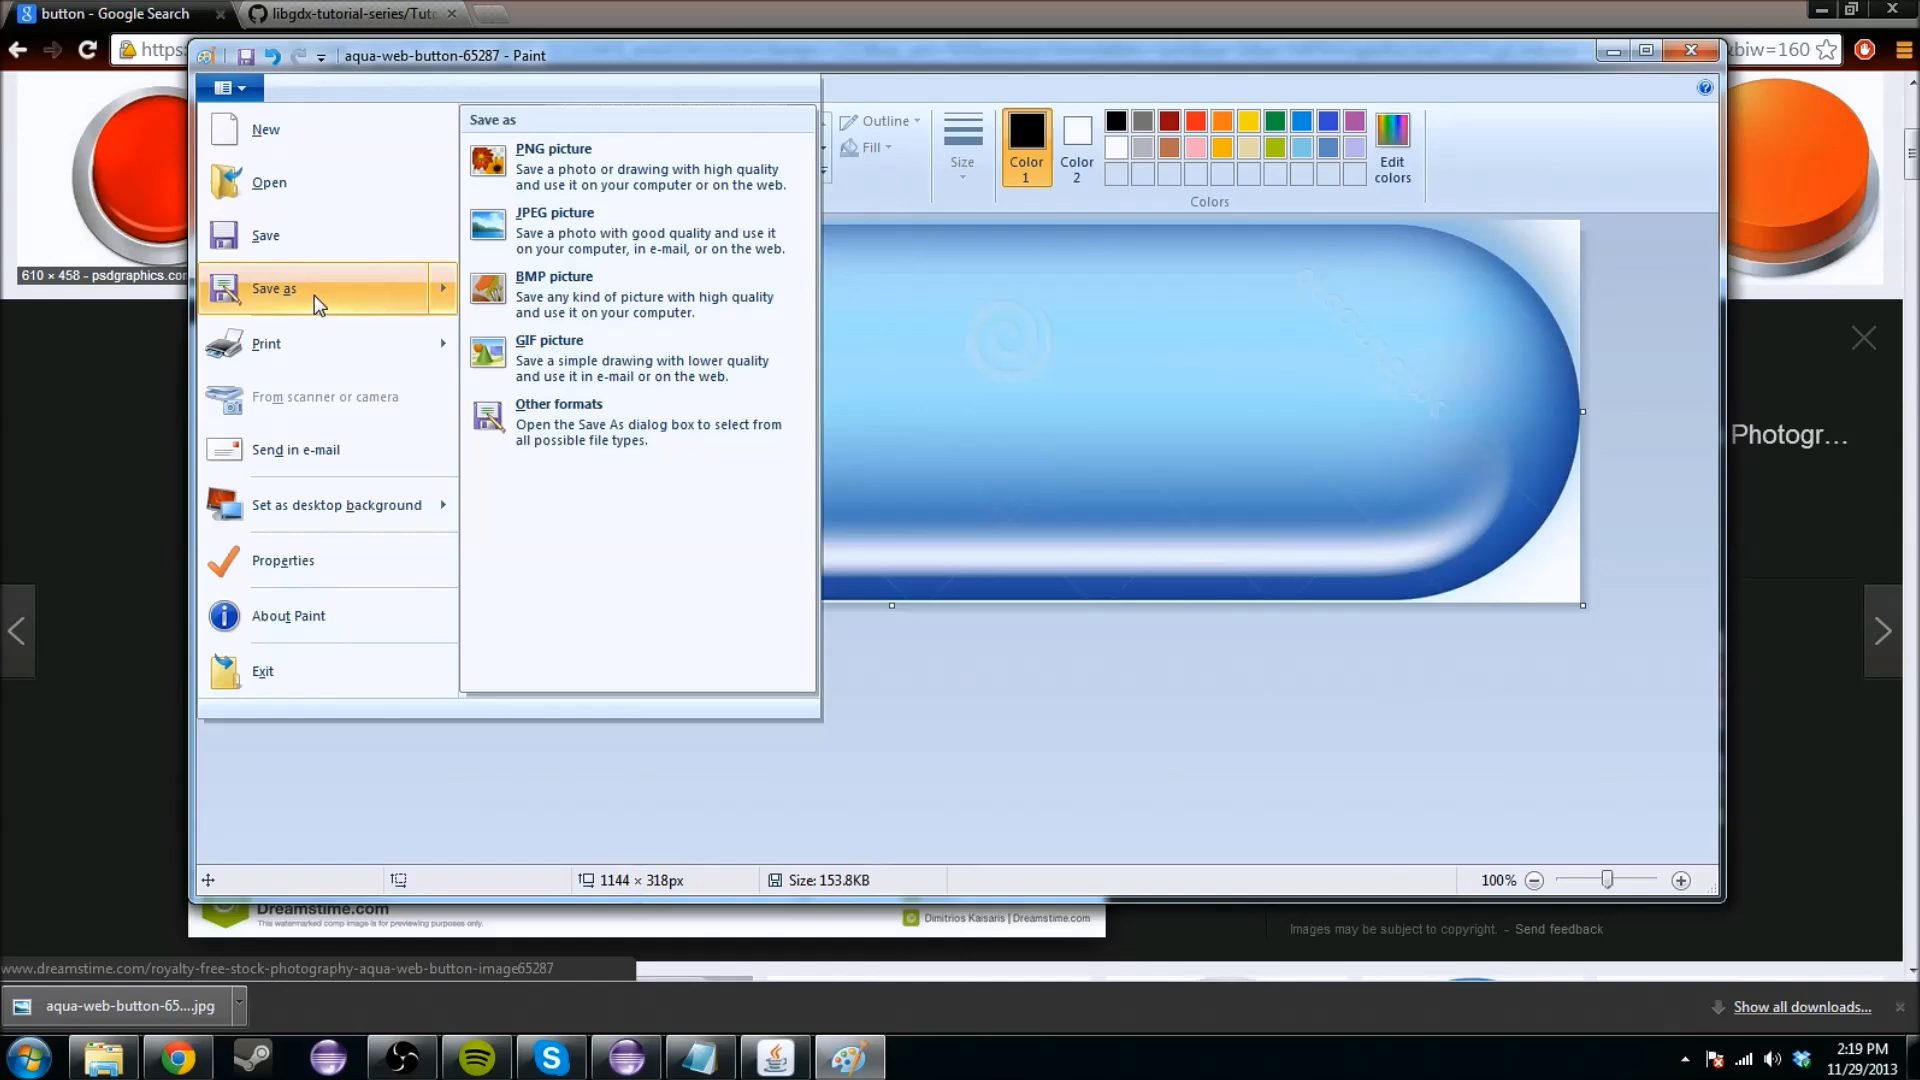 button - Google Search
libgdx-tutorial-series/Tut
https:
&biw=160
aqua-web-button-65287 - Paint
New
Open
Save
Save as
Print
From scanner or camera
Send in e-mail
Set as desktop background
Properties
About Paint
Exit
Save as
PNG picture
Save a photo or drawing with high quality
and use it on your computer or on the web.
JPEG picture
Save a photo with good quality and use it
on your computer, in e-mail, or on the web.
BMP picture
Save any kind of picture with high quality
and use it on your computer.
GIF picture
Save a simple drawing with lower quality
and use it in e-mail or on the web.
Other formats
Open the Save As dialog box to select from
all possible file types.
Outline
Fill
Size
Color
1
Color
2
Edit
colors
Colors
610 × 458 - psdgraphics.com
Photogr...
1144 × 318px
Size: 153.8KB
100%
Dreamstime.com
This watermarked comp image is for previewing purposes only.
Dimitrios Kaisaris | Dreamstime.com
Images may be subject to copyright. - Send feedback
www.dreamstime.com/royalty-free-stock-photography-aqua-web-button-image65287
aqua-web-button-65....jpg
Show all downloads...
2:19 PM
11/29/2013